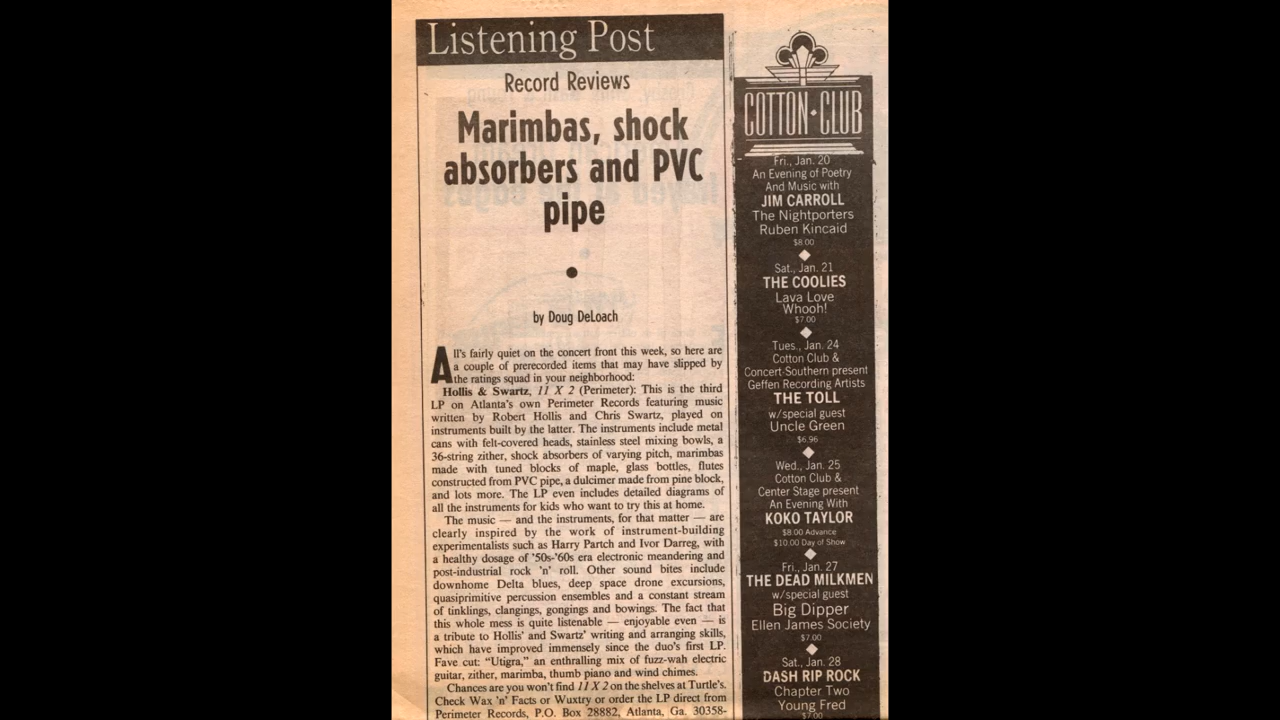 Listening Post
Record Reviews
Marimbas, shock
absorbers and PVC
pipe
by Doug DeLoach
All's fairly quiet on the concert front this week, so here are
a couple of prerecorded items that may have slipped by
the ratings squad in your neighborhood:
Hollis & Swartz, 11 X 2 (Perimeter): This is the third
LP on Atlanta's own Perimeter Records featuring music
written by Robert Hollis and Chris Swartz, played on
instruments built by the latter. The instruments include metal
cans with felt-covered heads, stainless steel mixing bowls, a
36-string zither, shock absorbers of varying pitch, marimbas
made with tuned blocks of maple, glass bottles, flutes
constructed from PVC pipe, a dulcimer made from pine block,
and lots more. The LP even includes detailed diagrams of
all the instruments for kids who want to try this at home.
The music — and the instruments, for that matter — are
clearly inspired by the work of instrument-building
experimentalists such as Harry Partch and Ivor Darreg, with
a healthy dosage of '50s-'60s era electronic meandering and
post-industrial rock 'n' roll. Other sound bites include
downhome Delta blues, deep space drone excursions,
quasiprimitive percussion ensembles and a constant stream
of tinklings, clangings, gongings and bowings. The fact that
this whole mess is quite listenable — enjoyable even — is
a tribute to Hollis' and Swartz' writing and arranging skills,
which have improved immensely since the duo's first LP.
Fave cut: "Utigra," an enthralling mix of fuzz-wah electric
guitar, zither, marimba, thumb piano and wind chimes.
Chances are you won't find 11 X 2 on the shelves at Turtle's.
Check Wax 'n' Facts or Wuxtry or order the LP direct from
Perimeter Records, P.O. Box 28882, Atlanta, Ga. 30358-
COTTON CLUB
Fri., Jan. 20
An Evening of Poetry
And Music with
JIM CARROLL
The Nightporters
Ruben Kincaid
$8.00
Sat., Jan. 21
THE COOLIES
Lava Love
Whooh!
$7.00
Tues., Jan. 24
Cotton Club &
Concert-Southern present
Geffen Recording Artists
THE TOLL
w/special guest
Uncle Green
$6.96
Wed., Jan. 25
Cotton Club &
Center Stage present
An Evening With
KOKO TAYLOR
$8.00 Advance
$10.00 Day of Show
Fri., Jan. 27
THE DEAD MILKMEN
w/special guest
Big Dipper
Ellen James Society
$7.00
Sat., Jan. 28
DASH RIP ROCK
Chapter Two
Young Fred
$7.00